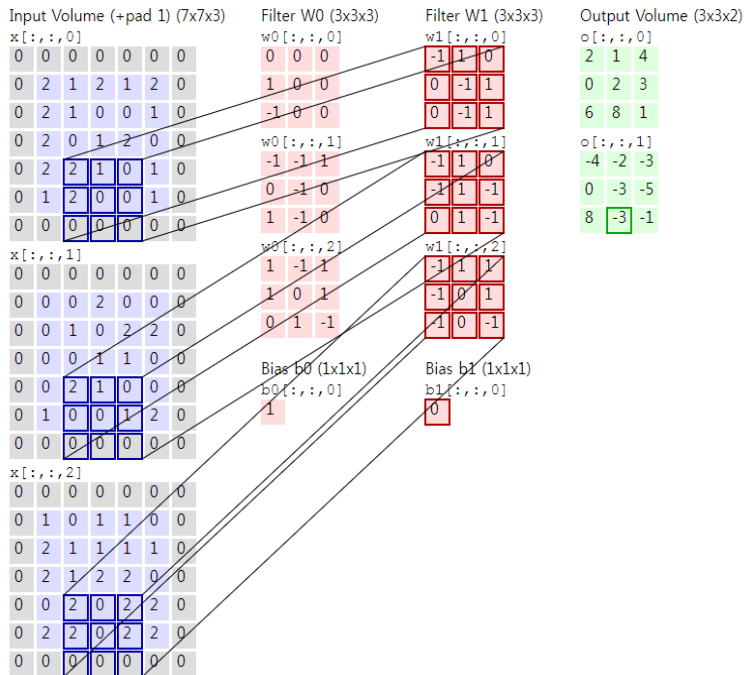 Input Volume (+pad 1) (7x7x3) Filter W0 (3x3x3) Filter W1 (3x3x3) Output Volume (3x3x2)
x[:,:,0] w0[:,:,0] w1[:,:,0] o[:,:,0]
0 0 0 0 0 0 0 0 0 0 -1 1 0 2 1 4
0 2 1 2 1 2 0 1 0 0 0 -1 1 0 2 3
0 2 1 0 0 1 0 -1 0 0 0 -1 1 6 8 1
0 2 0 1 2 0 0 w0[:,:,1] w1[:,:,1] o[:,:,1]
0 2 2 1 0 1 0 -1 -1 1 -1 1 0 -4 -2 -3
0 1 2 0 0 1 0 0 -1 0 -1 1 -1 0 -3 -5
0 0 0 0 0 0 0 1 -1 0 0 1 -1 8 -3 -1
x[:,:,1] w0[:,:,2] w1[:,:,2]
0 0 0 0 0 0 0 1 -1 1 -1 1 1
0 0 0 2 0 0 0 1 0 1 -1 0 1
0 0 1 0 2 2 0 0 1 -1 -1 0 -1
0 0 0 1 1 0 0
0 0 2 1 0 0 0 Bias b0 (1x1x1) Bias b1 (1x1x1)
b0[:,:,0] b1[:,:,0]
0 1 0 0 1 2 0 1 0
0 0 0 0 0 0 0
x[:,:,2]
0 0 0 0 0 0 0
0 1 0 1 1 0 0
0 2 1 1 1 1 0
0 2 1 2 2 0 0
0 0 2 0 2 2 0
0 2 2 0 2 2 0
0 0 0 0 0 0 0